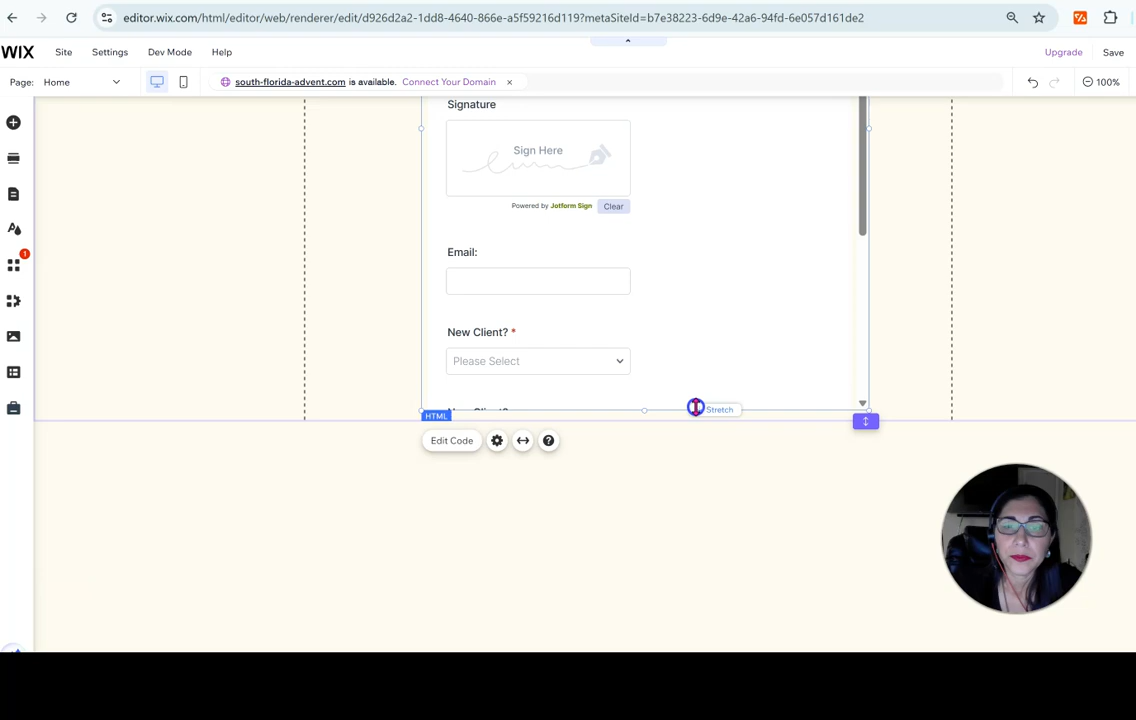 editor.wix.com/html/editor/web/renderer/edit/d926d2a2-1dd8-4640-866e-a5f59216d119?metaSiteId=b7e38223-6d9e-42a6-94fd-6e057d161de2
WIX Site Settings Dev Mode Help Upgrade Save
Page: Home south-florida-advent.com is available. Connect Your Domain × 100%
Signature
Sign Here
Powered by Jotform Sign Clear
1
Email:
New Client? *
Please Select
Stretch
HTML
Edit Code ?